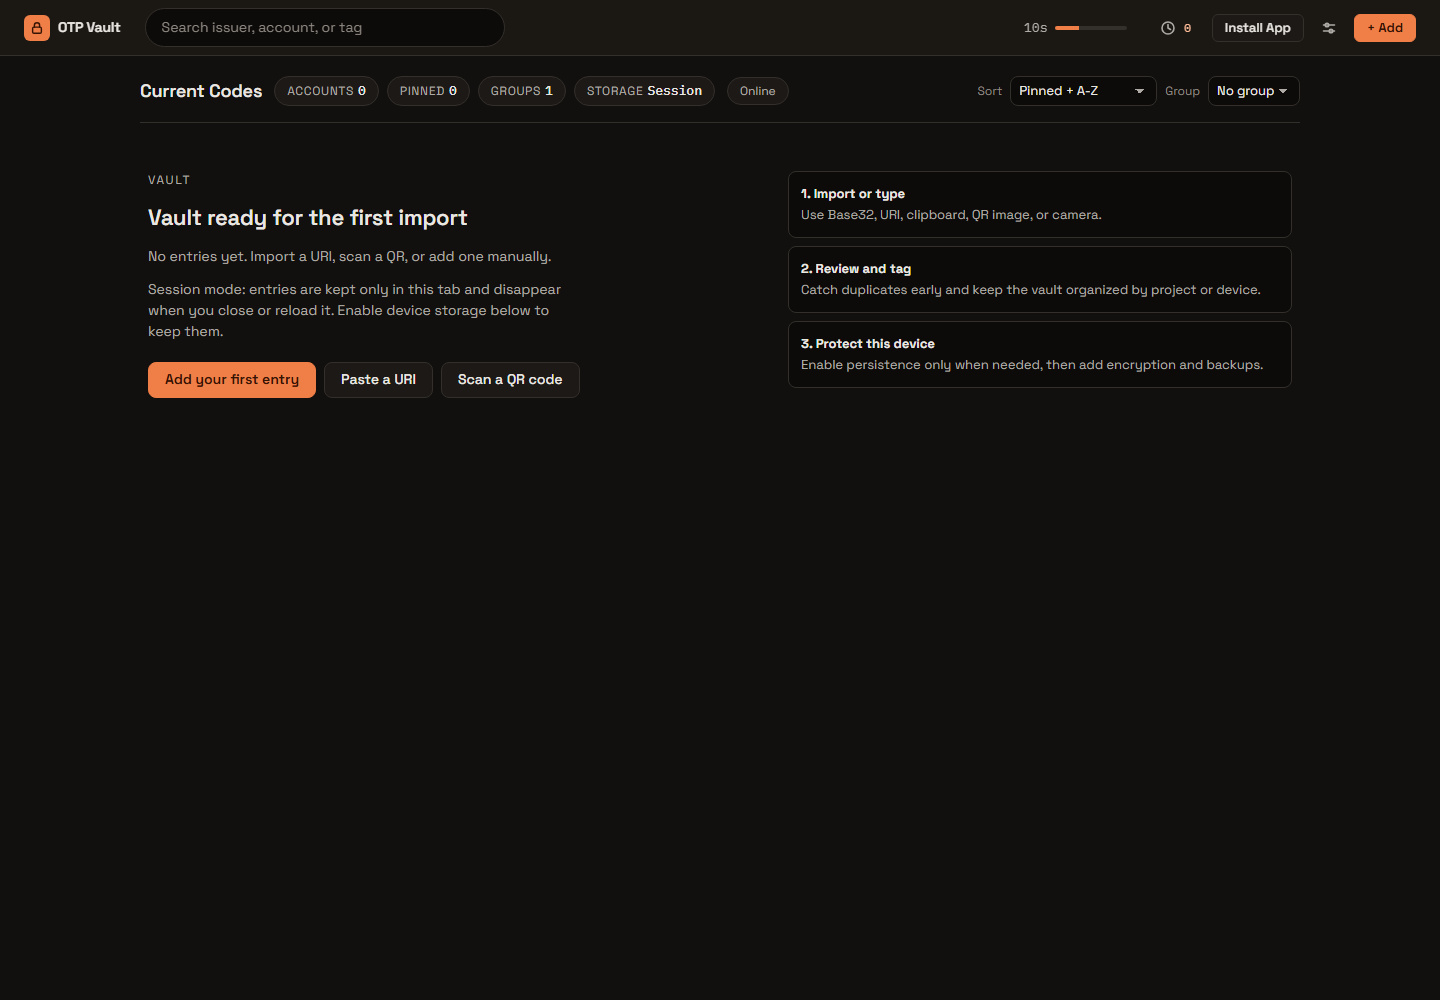 OTP Vault
Search issuer, account, or tag
10s
0
Install App
+ Add
Current Codes
ACCOUNTS 0
PINNED 0
GROUPS 1
STORAGE Session
Online
Sort
Pinned + A-Z
Group
No group
VAULT
Vault ready for the first import
No entries yet. Import a URI, scan a QR, or add one manually.
Session mode: entries are kept only in this tab and disappear
when you close or reload it. Enable device storage below to
keep them.
Add your first entry
Paste a URI
Scan a QR code
1. Import or type
Use Base32, URI, clipboard, QR image, or camera.
2. Review and tag
Catch duplicates early and keep the vault organized by project or device.
3. Protect this device
Enable persistence only when needed, then add encryption and backups.